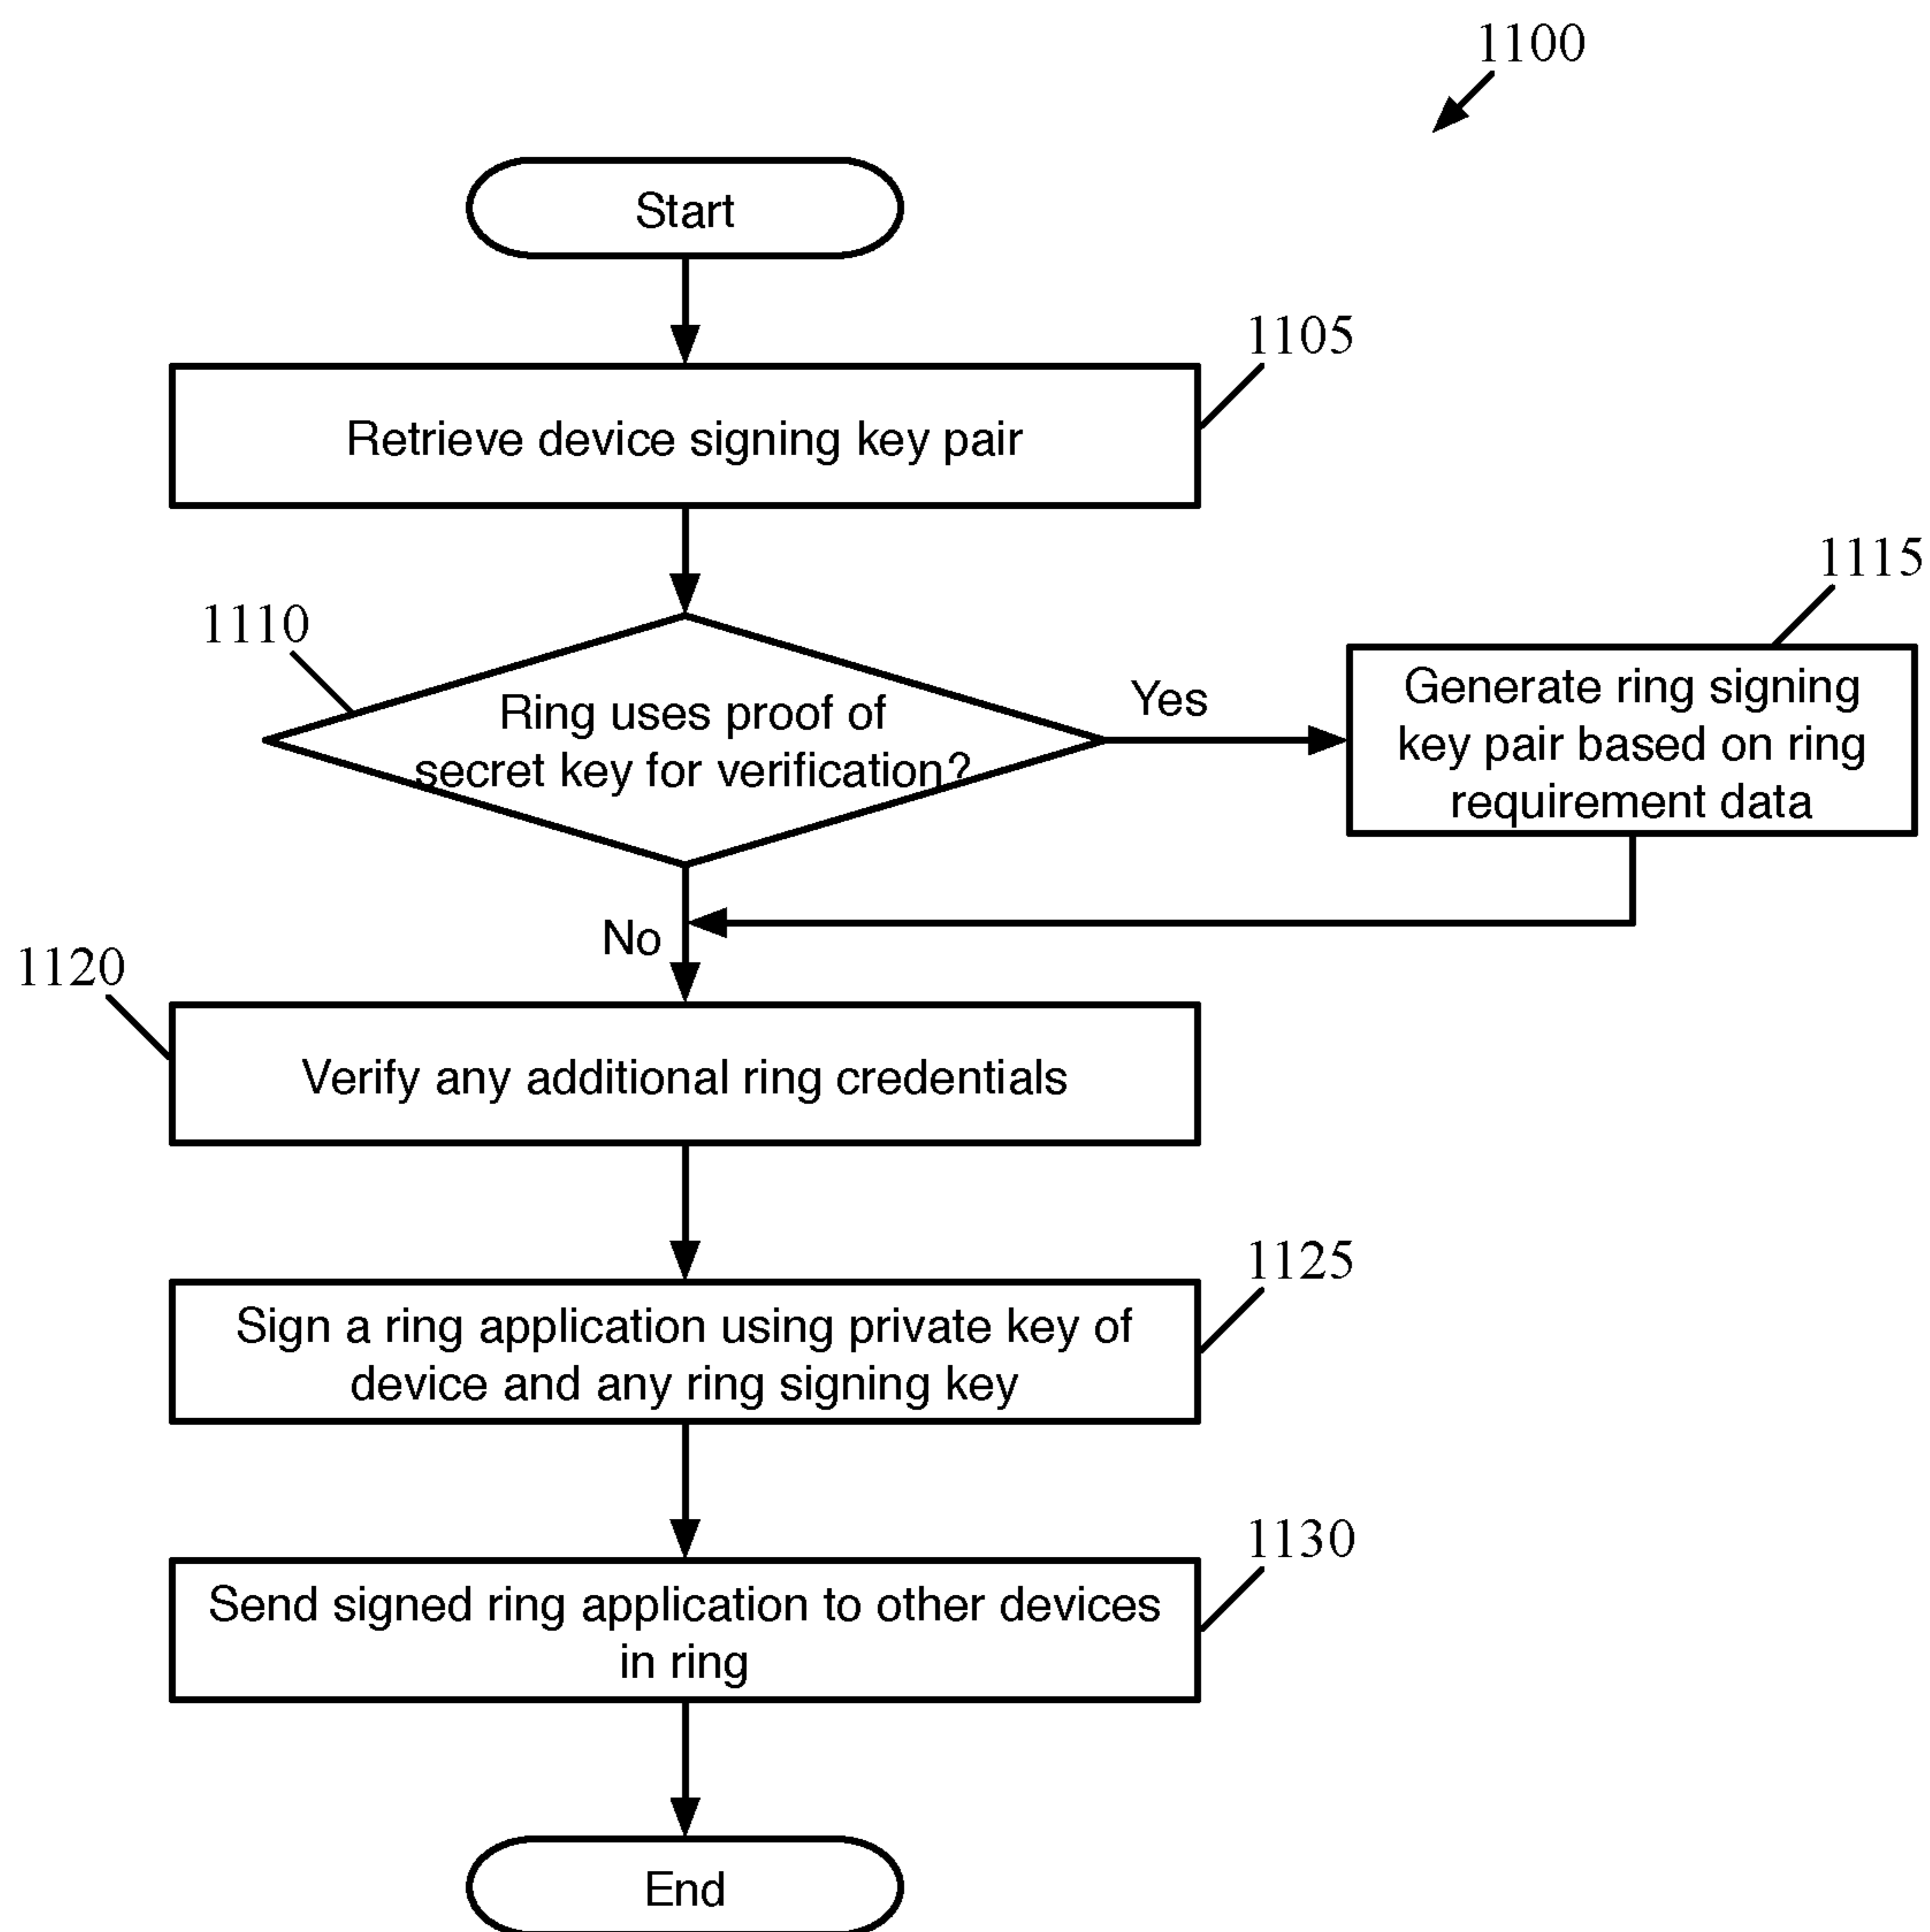 1100
Start
1105
Retrieve device signing key pair
1115
1110
Ring uses proof of
secret key for verification?
Yes
Generate ring signing
key pair based on ring
requirement data
No
1120
Verify any additional ring credentials
1125
Sign a ring application using private key of
device and any ring signing key
1130
Send signed ring application to other devices
in ring
End